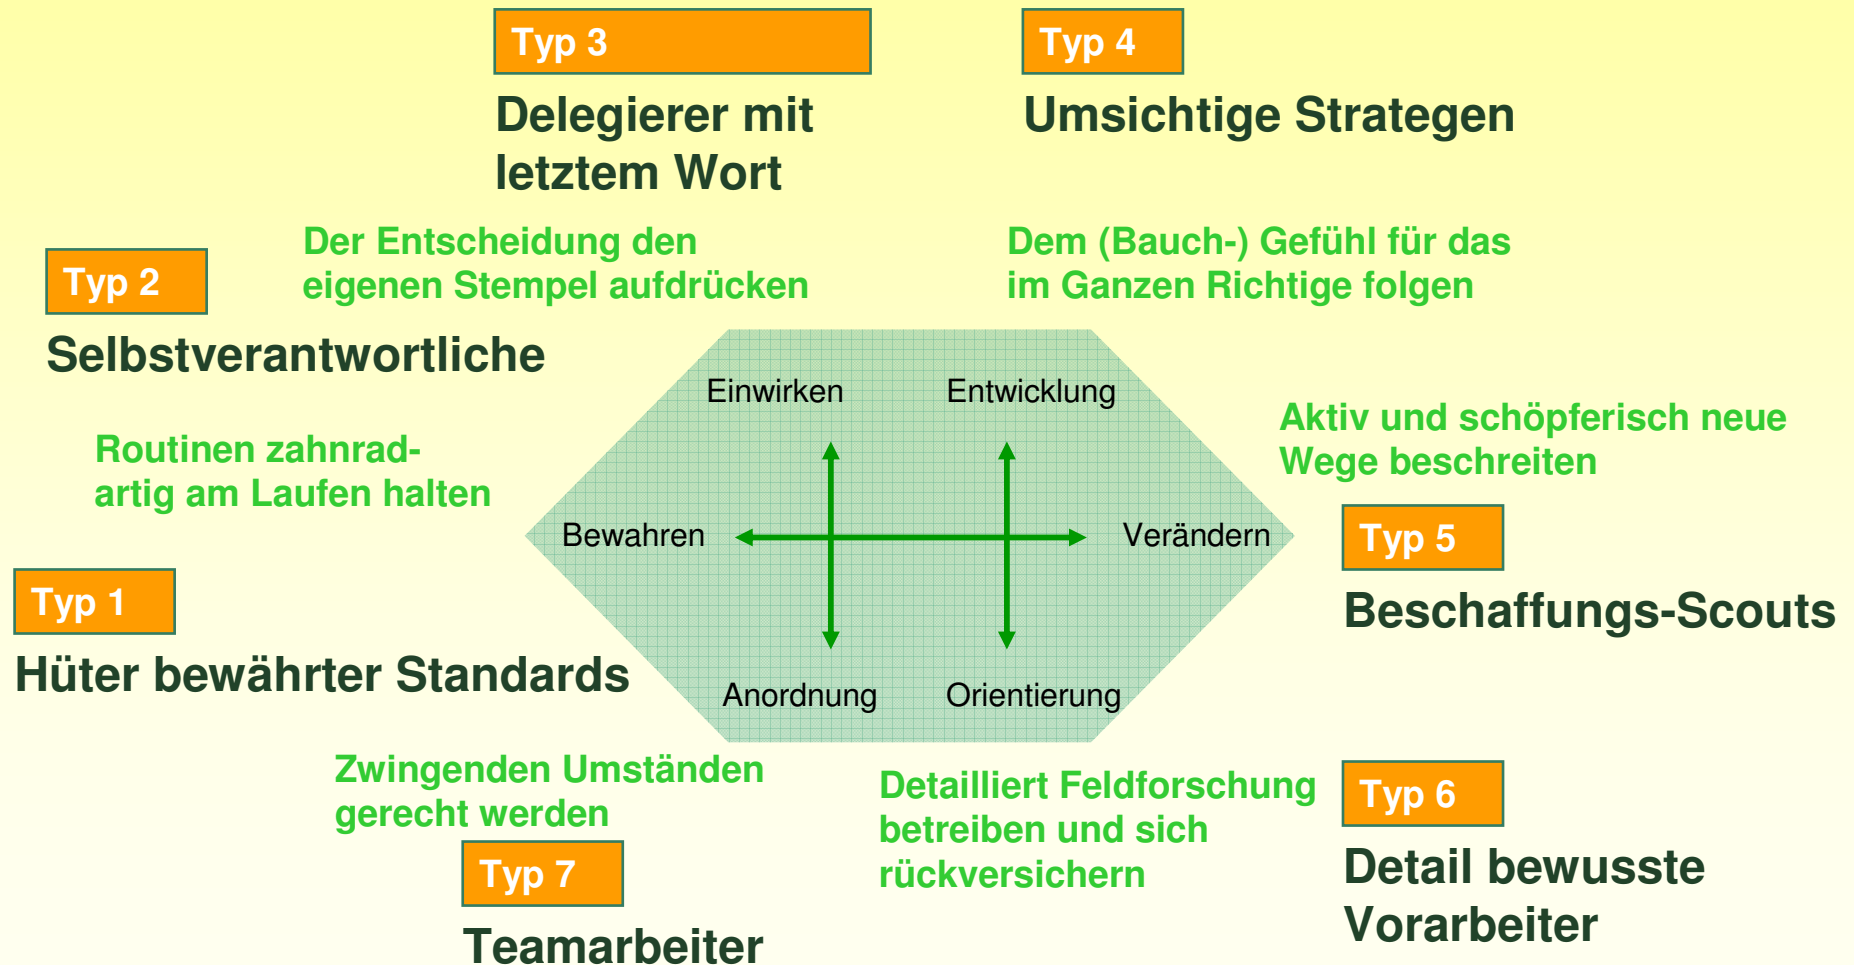 Typ 3
Delegierer mit
letztem Wort
Typ 4
Umsichtige Strategen
Der Entscheidung den
eigenen Stempel aufdrücken
Dem (Bauch-) Gefühl für das
im Ganzen Richtige folgen
Typ 2
Selbstverantwortliche
Routinen zahnrad-
artig am Laufen halten
Einwirken
Entwicklung
Bewahren
Verändern
Anordnung
Orientierung
Aktiv und schöpferisch neue
Wege beschreiten
Typ 5
Beschaffungs-Scouts
Typ 1
Hüter bewährter Standards
Zwingenden Umständen
gerecht werden
Typ 7
Teamarbeiter
Detailliert Feldforschung
betreiben und sich
rückversichern
Typ 6
Detail bewusste
Vorarbeiter